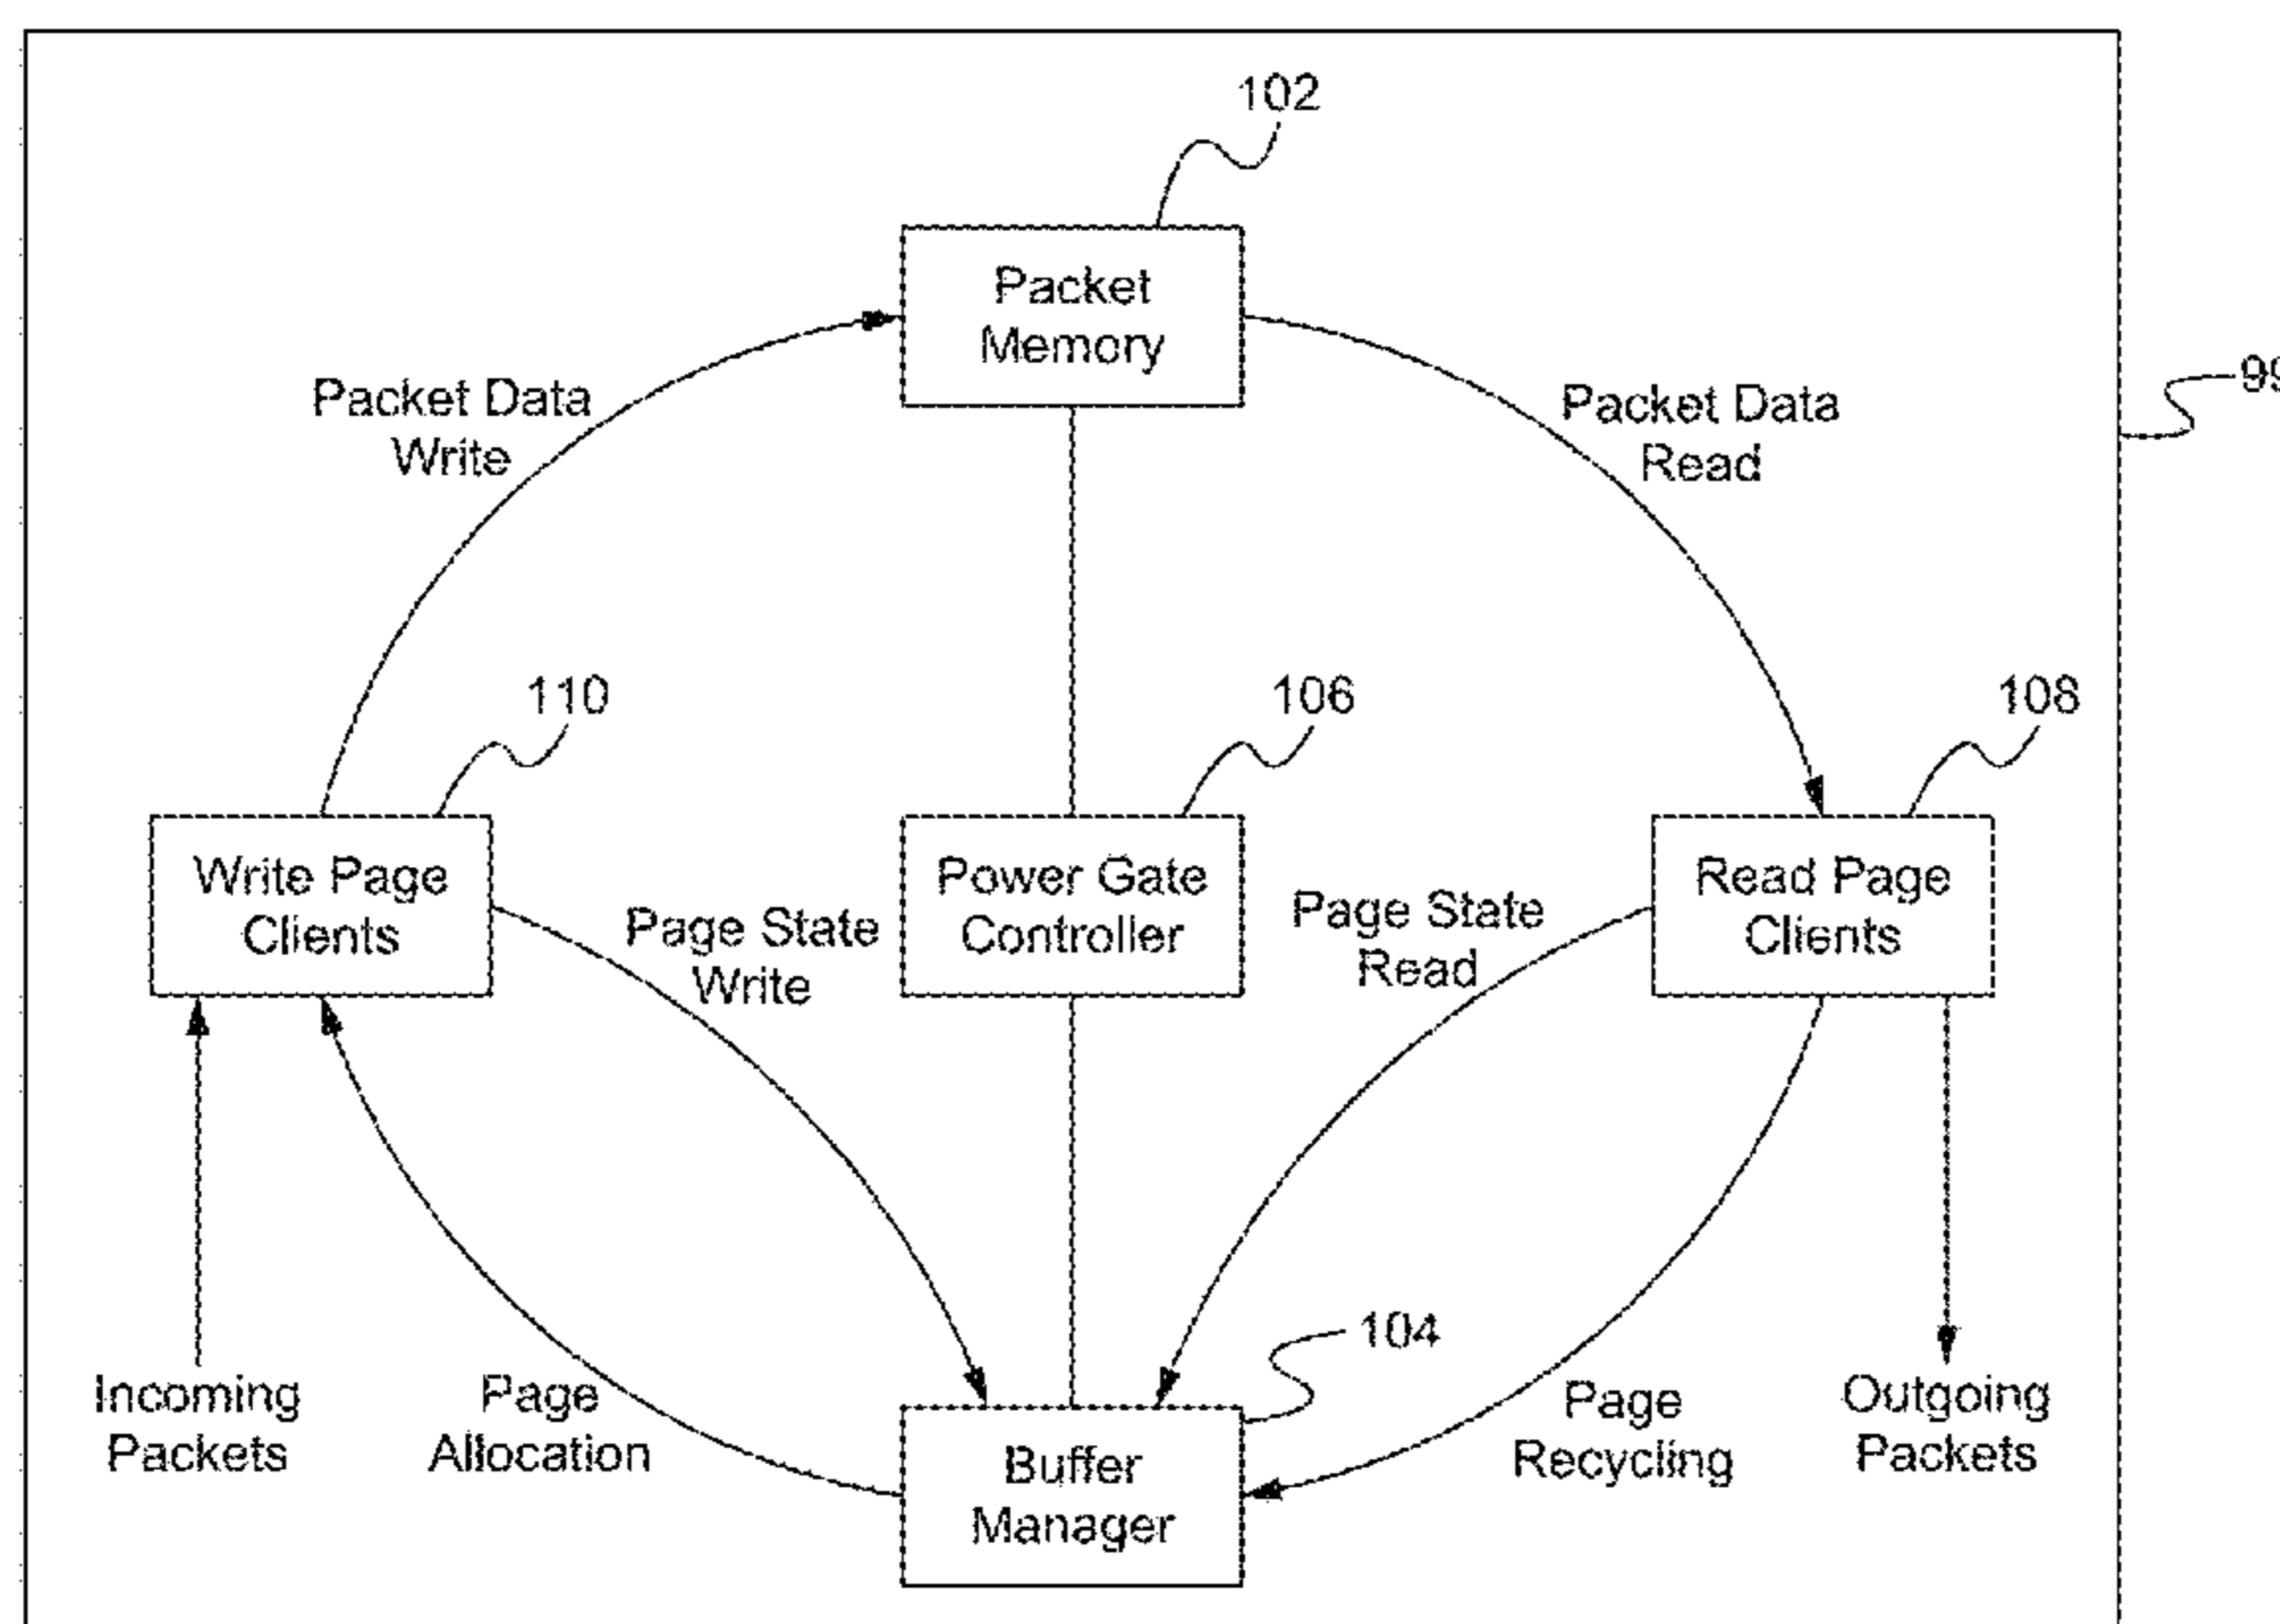 102
Packet
Memory
Packet Data
Write
Packet Data
Read
99
110
106
108
Write Page
Clients
Page State
Write
Power Gate
Controller
Page State
Read
Read Page
Clients
104
Incoming
Packets
Page
Allocation
Buffer
Manager
Page
Recycling
Outgoing
Packets